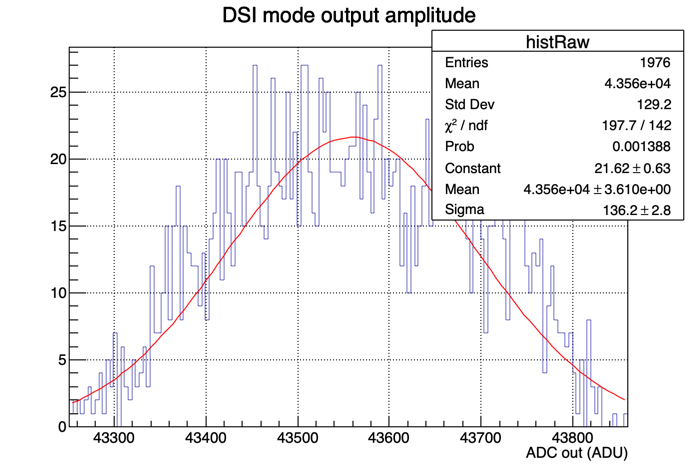 DSI mode output amplitude
histRaw
Entries 1976
Mean 4.356e+04
Std Dev 129.2
χ² / ndf 197.7 / 142
Prob 0.001388
Constant 21.62 ± 0.63
Mean 4.356e+04 ± 3.610e+00
Sigma 136.2 ± 2.8
25
20
15
10
5
0
43300 43400 43500 43600 43700 43800
ADC out (ADU)